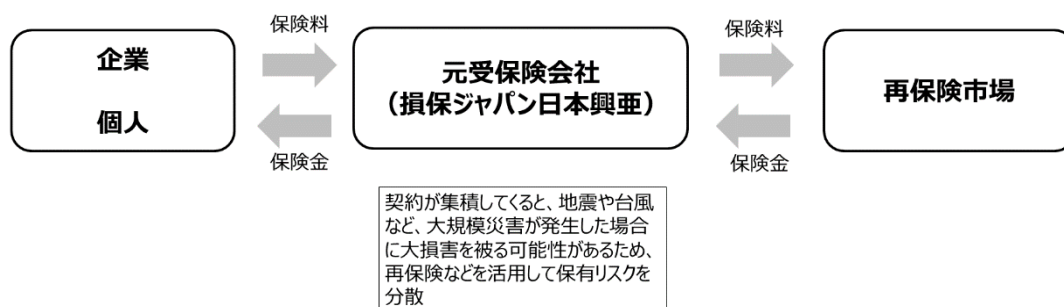 保険料
保険料
企業
個人
元受保険会社
（損保ジャパン日本興亜）
再保険市場
保険金
保険金
契約が集積してくると、地震や台風
など、大規模災害が発生した場合
に大損害を被る可能性があるため、
再保険などを活用して保有リスクを
分散